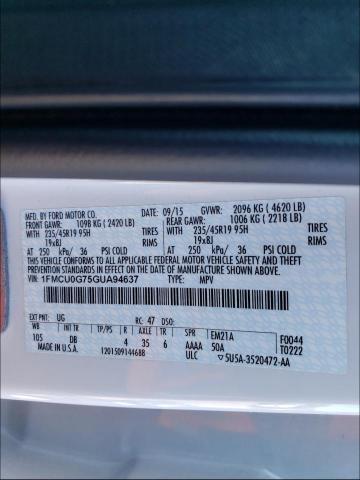 MFD. BY FORD MOTOR CO.
09/15 GVWR: 2096 KG ( 4620 LB)
FRONT GAWR: 1098 KG ( 2420 LB)
REAR GAWR: 1006 KG ( 2218 LB)
WITH 235/45R19 95H TIRES
WITH 235/45R19 95H TIRES
19x8J RIMS
19x8J RIMS
AT 250 kPa/ 36 PSI COLD
AT 250 kPa/ 36 PSI COLD
THIS VEHICLE CONFORMS TO ALL APPLICABLE FEDERAL MOTOR VEHICLE
SAFETY AND THEFT PREVENTION STANDARDS IN EFFECT ON THE DATE OF
MANUFACTURE SHOWN ABOVE.
VIN: 1FMCU0G75GUA94637 TYPE: MPV
EXT PNT: UG RC: 47 DSO:
WB INT TR TP/PS R AXLE TR SPR EM21A F0044
105 DB 4 35 6 AAAA 50A T0222
MADE IN U.S.A. 1201509144688 ULC 5U5A-3520472-AA